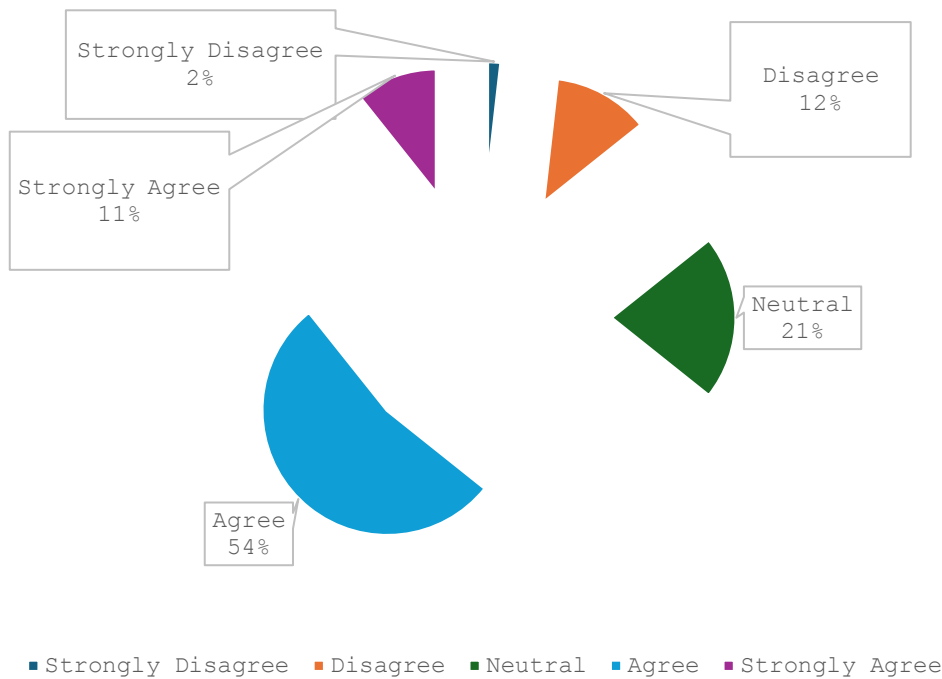 Strongly Disagree
2%
Disagree
12%
Strongly Agree
11%
Neutral
21%
Agree
54%
Strongly Disagree Disagree Neutral Agree Strongly Agree